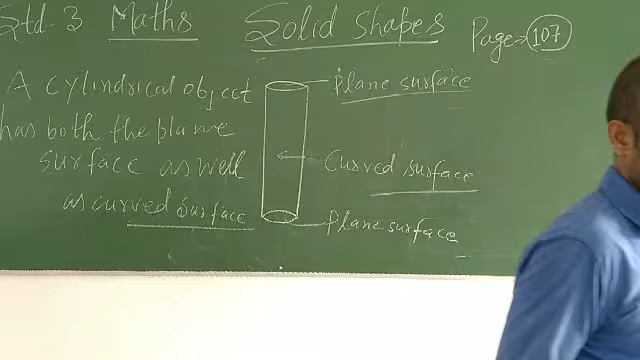 Std-3 Maths Solid shapes Page→ 107
A cylindrical object
has both the plane
surface as well
as curved surface
plane surface
Curved surface
plane surface